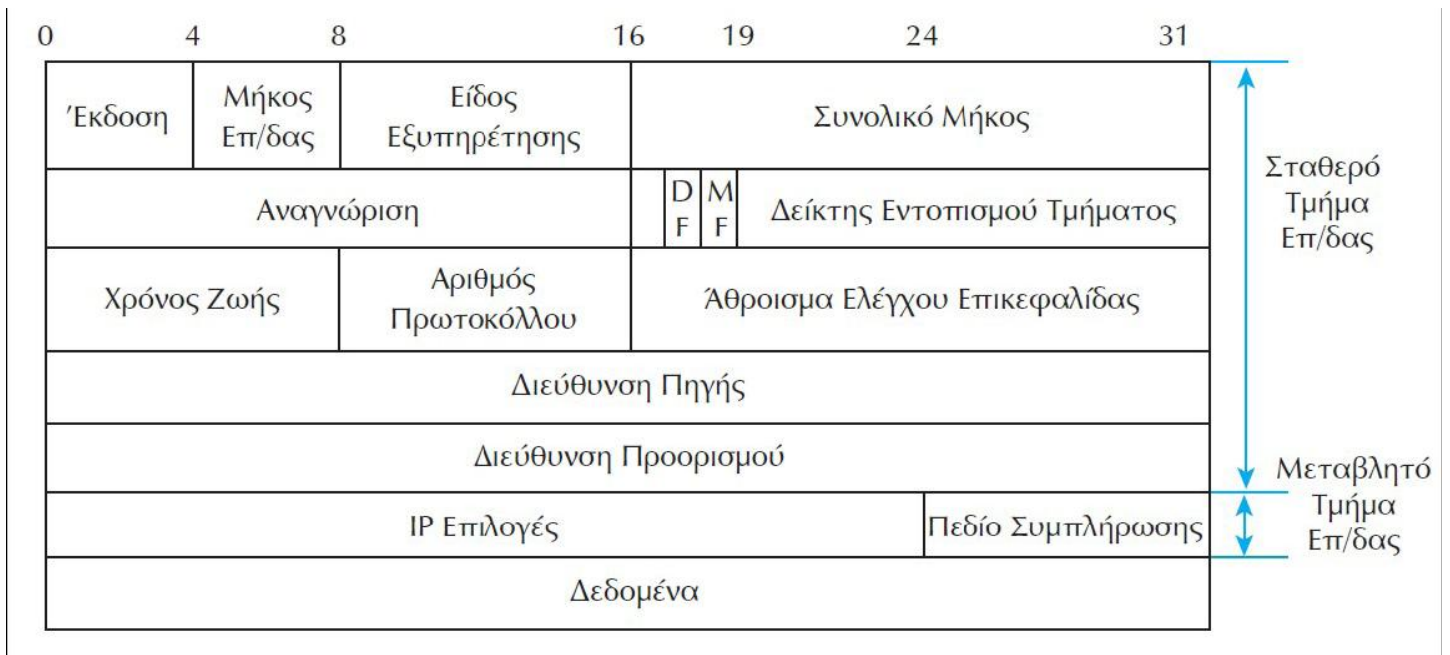 0 4 8 16 19 24 31
Έκδοση
Μήκος
Επ/δας
Είδος
Εξυπηρέτησης
Συνολικό Μήκος
Αναγνώριση
D
F
M
F
Δείκτης Εντοπισμού Τμήματος
Χρόνος Ζωής
Αριθμός
Πρωτοκόλλου
Άθροισμα Ελέγχου Επικεφαλίδας
Διεύθυνση Πηγής
Διεύθυνση Προορισμού
IP Επιλογές
Πεδίο Συμπλήρωσης
Δεδομένα
Σταθερό
Τμήμα
Επ/δας
Μεταβλητό
Τμήμα
Επ/δας